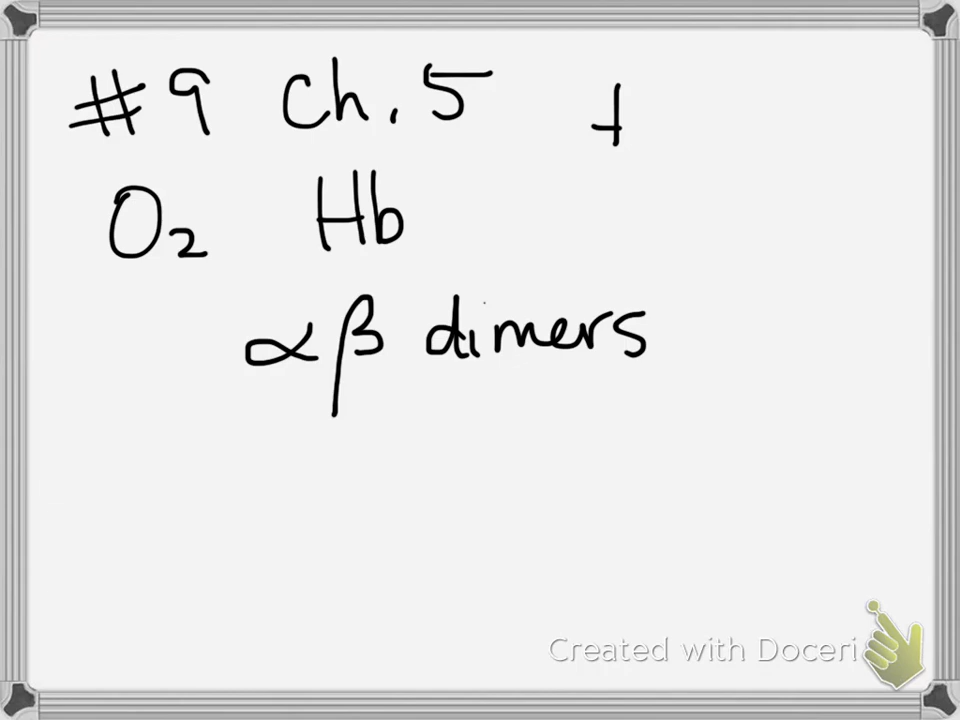 #9 Ch. 5 +
O₂ Hb
αβ dimers
Created with Doceri